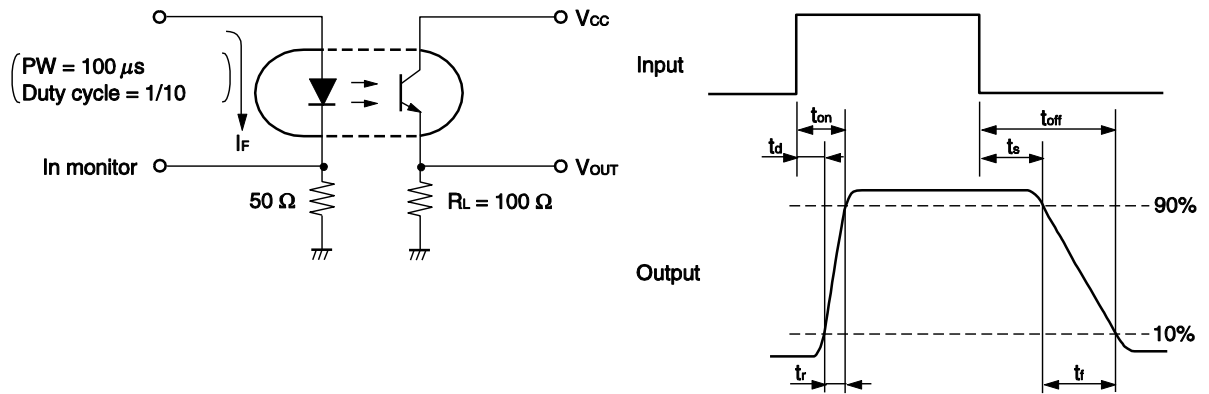 VCC
PW = 100 μs
Duty cycle = 1/10
IF
In monitor
VOUT
50 Ω
RL = 100 Ω
Input
ton
toff
td
ts
90%
Output
10%
tr
tf